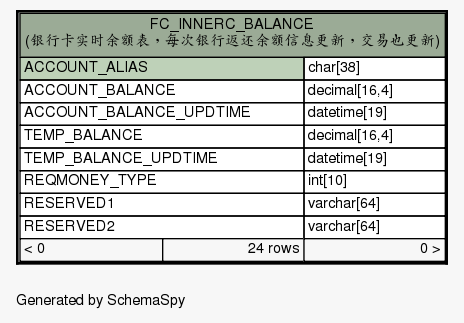 FC_INNERC_BALANCE
(银行卡实时余额表，每次银行返还余额信息更新，交易也更新)
ACCOUNT_ALIAS char[38]
ACCOUNT_BALANCE decimal[16,4]
ACCOUNT_BALANCE_UPDTIME datetime[19]
TEMP_BALANCE decimal[16,4]
TEMP_BALANCE_UPDTIME datetime[19]
REQMONEY_TYPE int[10]
RESERVED1 varchar[64]
RESERVED2 varchar[64]
< 0 24 rows 0 >
Generated by SchemaSpy